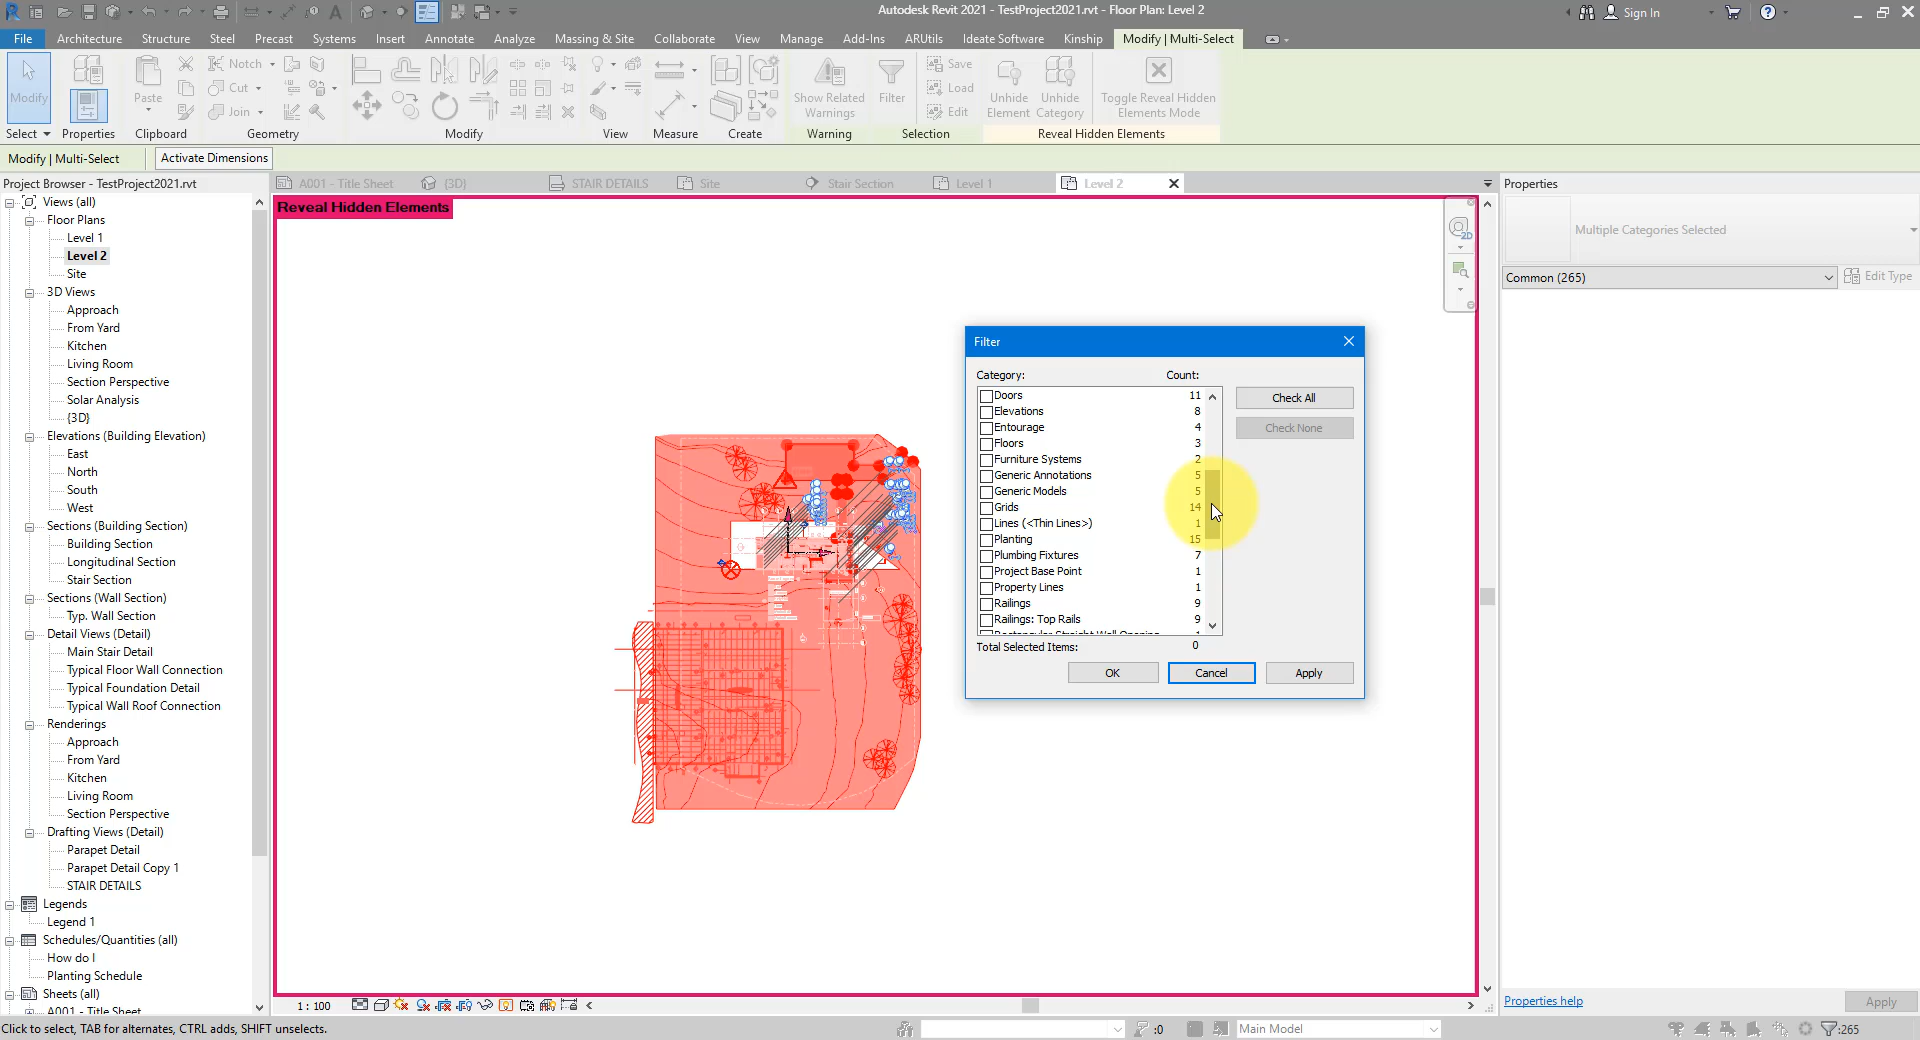 Autodesk Revit 2021 - TestProject2021.rvt - Floor Plan: Level 2
Sign In
File
Architecture
Structure
Steel
Precast
Systems
Insert
Annotate
Analyze
Massing & Site
Collaborate
View
Manage
Add-Ins
ARUtils
Ideate Software
Kinship
Modify | Multi-Select
Modify
Paste
Notch
Cut
Join
Show Related
Warnings
Filter
Save
Load
Edit
Unhide
Element
Unhide
Category
Toggle Reveal Hidden
Elements Mode
Select
Properties
Clipboard
Geometry
Modify
View
Measure
Create
Warning
Selection
Reveal Hidden Elements
Modify | Multi-Select
Activate Dimensions
Project Browser - TestProject2021.rvt
Views (all)
Floor Plans
Level 1
Level 2
Site
3D Views
Approach
From Yard
Kitchen
Living Room
Section Perspective
Solar Analysis
{3D}
Elevations (Building Elevation)
East
North
South
West
Sections (Building Section)
Building Section
Longitudinal Section
Stair Section
Sections (Wall Section)
Typ. Wall Section
Detail Views (Detail)
Main Stair Detail
Typical Floor Wall Connection
Typical Foundation Detail
Typical Wall Roof Connection
Renderings
Approach
From Yard
Kitchen
Living Room
Section Perspective
Drafting Views (Detail)
Parapet Detail
Parapet Detail Copy 1
STAIR DETAILS
Legends
Legend 1
Schedules/Quantities (all)
How do I
Planting Schedule
Sheets (all)
A001 - Title Sheet
A001 - Title Sheet
{3D}
STAIR DETAILS
Site
Stair Section
Level 1
Level 2
Reveal Hidden Elements
2D
Filter
Category:
Count:
Doors 11
Elevations 8
Entourage 4
Floors 3
Furniture Systems 2
Generic Annotations 5
Generic Models 5
Grids 14
Lines (<Thin Lines>) 1
Planting 15
Plumbing Fixtures 7
Project Base Point 1
Property Lines 1
Railings 9
Railings: Top Rails 9
Rectangular Straight Wall Opening 1
Check All
Check None
Total Selected Items: 0
OK
Cancel
Apply
Properties
Multiple Categories Selected
Common (265)
Edit Type
Properties help
Apply
1 : 100
Click to select, TAB for alternates, CTRL adds, SHIFT unselects.
:0
Main Model
:265